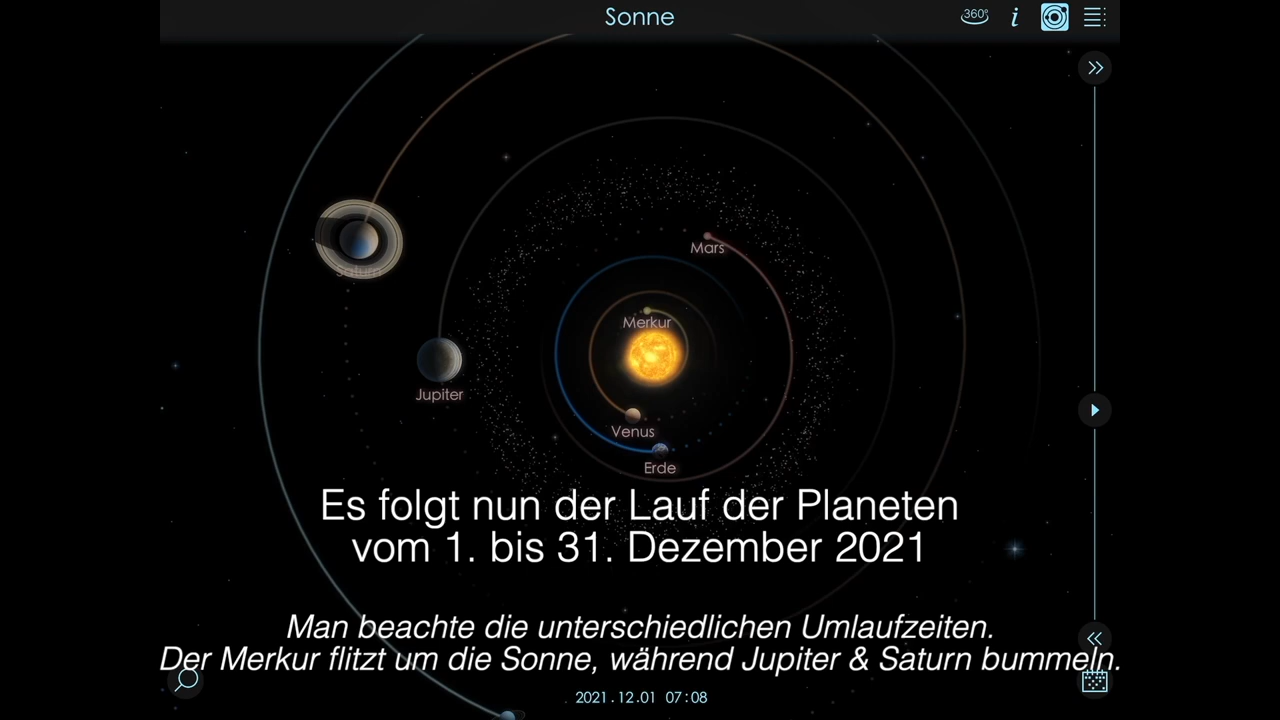 Sonne
360°
i
Mars
Merkur
Saturn
Jupiter
Venus
Erde
Es folgt nun der Lauf der Planeten
vom 1. bis 31. Dezember 2021
Man beachte die unterschiedlichen Umlaufzeiten.
Der Merkur flitzt um die Sonne, während Jupiter & Saturn bummeln.
2021.12.01 07:08